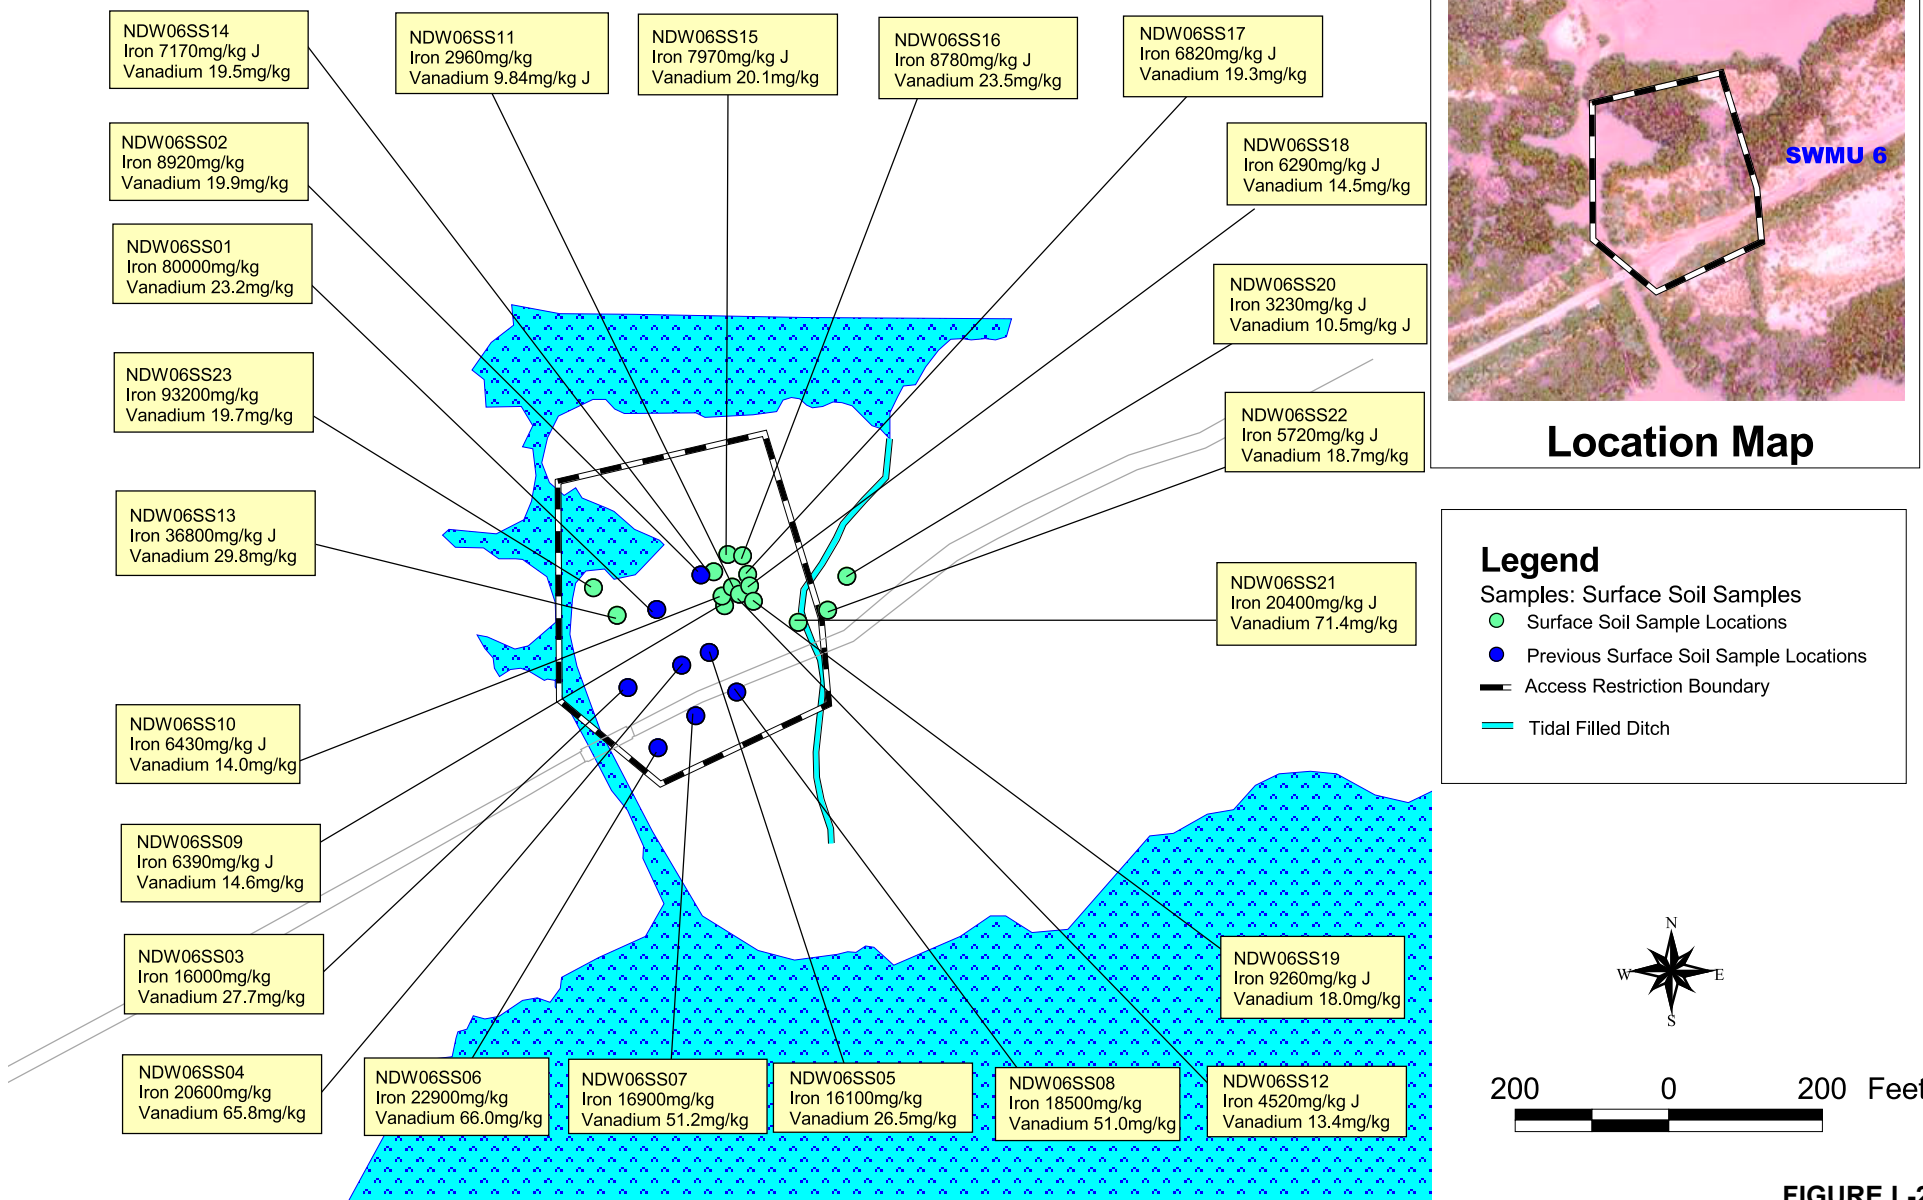 NDW06SS14
Iron 7170mg/kg J
Vanadium 19.5mg/kg
NDW06SS11
Iron 2960mg/kg
Vanadium 9.84mg/kg J
NDW06SS15
Iron 7970mg/kg J
Vanadium 20.1mg/kg
NDW06SS16
Iron 8780mg/kg J
Vanadium 23.5mg/kg
NDW06SS17
Iron 6820mg/kg J
Vanadium 19.3mg/kg
NDW06SS02
Iron 8920mg/kg
Vanadium 19.9mg/kg
NDW06SS18
Iron 6290mg/kg J
Vanadium 14.5mg/kg
NDW06SS01
Iron 80000mg/kg
Vanadium 23.2mg/kg
NDW06SS20
Iron 3230mg/kg J
Vanadium 10.5mg/kg J
NDW06SS23
Iron 93200mg/kg
Vanadium 19.7mg/kg
NDW06SS22
Iron 5720mg/kg J
Vanadium 18.7mg/kg
NDW06SS13
Iron 36800mg/kg J
Vanadium 29.8mg/kg
NDW06SS21
Iron 20400mg/kg J
Vanadium 71.4mg/kg
NDW06SS10
Iron 6430mg/kg J
Vanadium 14.0mg/kg
NDW06SS09
Iron 6390mg/kg J
Vanadium 14.6mg/kg
NDW06SS03
Iron 16000mg/kg
Vanadium 27.7mg/kg
NDW06SS19
Iron 9260mg/kg J
Vanadium 18.0mg/kg
NDW06SS04
Iron 20600mg/kg
Vanadium 65.8mg/kg
NDW06SS06
Iron 22900mg/kg
Vanadium 66.0mg/kg
NDW06SS07
Iron 16900mg/kg
Vanadium 51.2mg/kg
NDW06SS05
Iron 16100mg/kg
Vanadium 26.5mg/kg
NDW06SS08
Iron 18500mg/kg
Vanadium 51.0mg/kg
NDW06SS12
Iron 4520mg/kg J
Vanadium 13.4mg/kg
SWMU 6
Location Map
Legend
Samples: Surface Soil Samples
Surface Soil Sample Locations
Previous Surface Soil Sample Locations
Access Restriction Boundary
Tidal Filled Ditch
N
W E
S
200 0 200 Feet
FIGURE